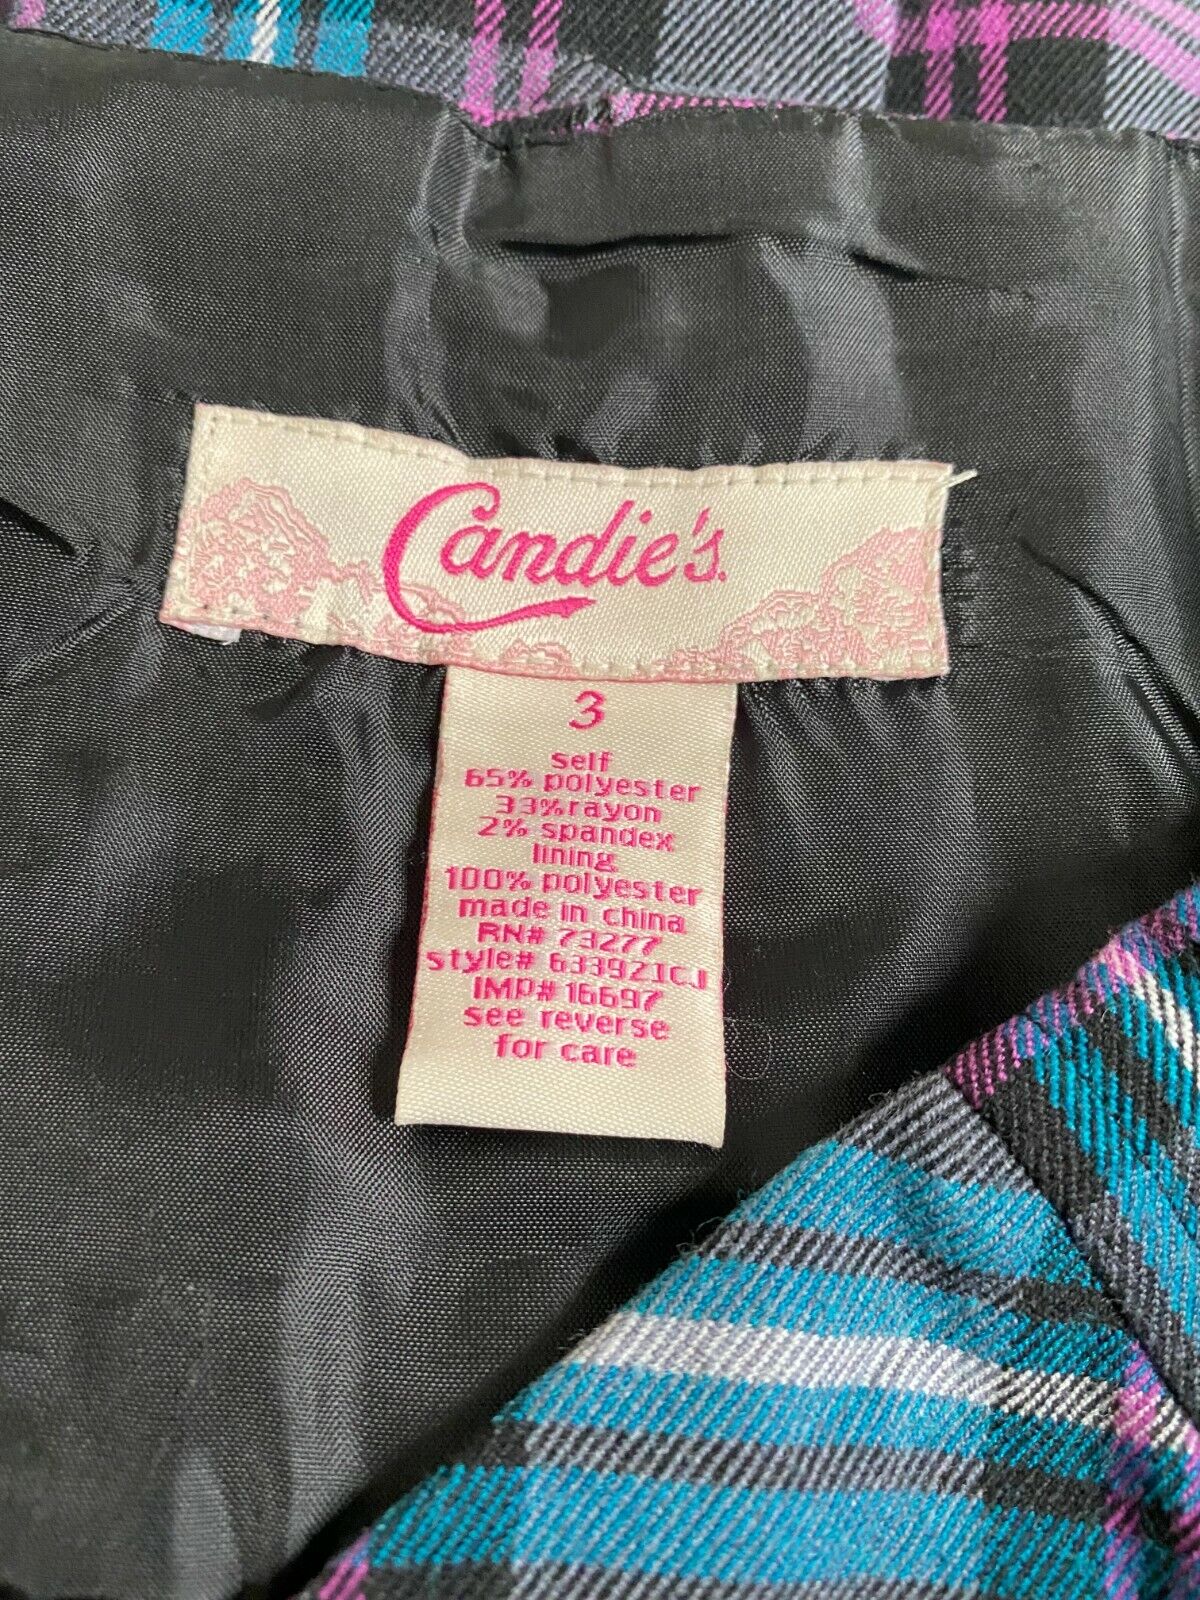 Candie's.
3
self
65% polyester
33%rayon
2% spandex
lining
100% polyester
made in china
RN# 73277
style# 633921CJ
IMP# 16697
see reverse
for care